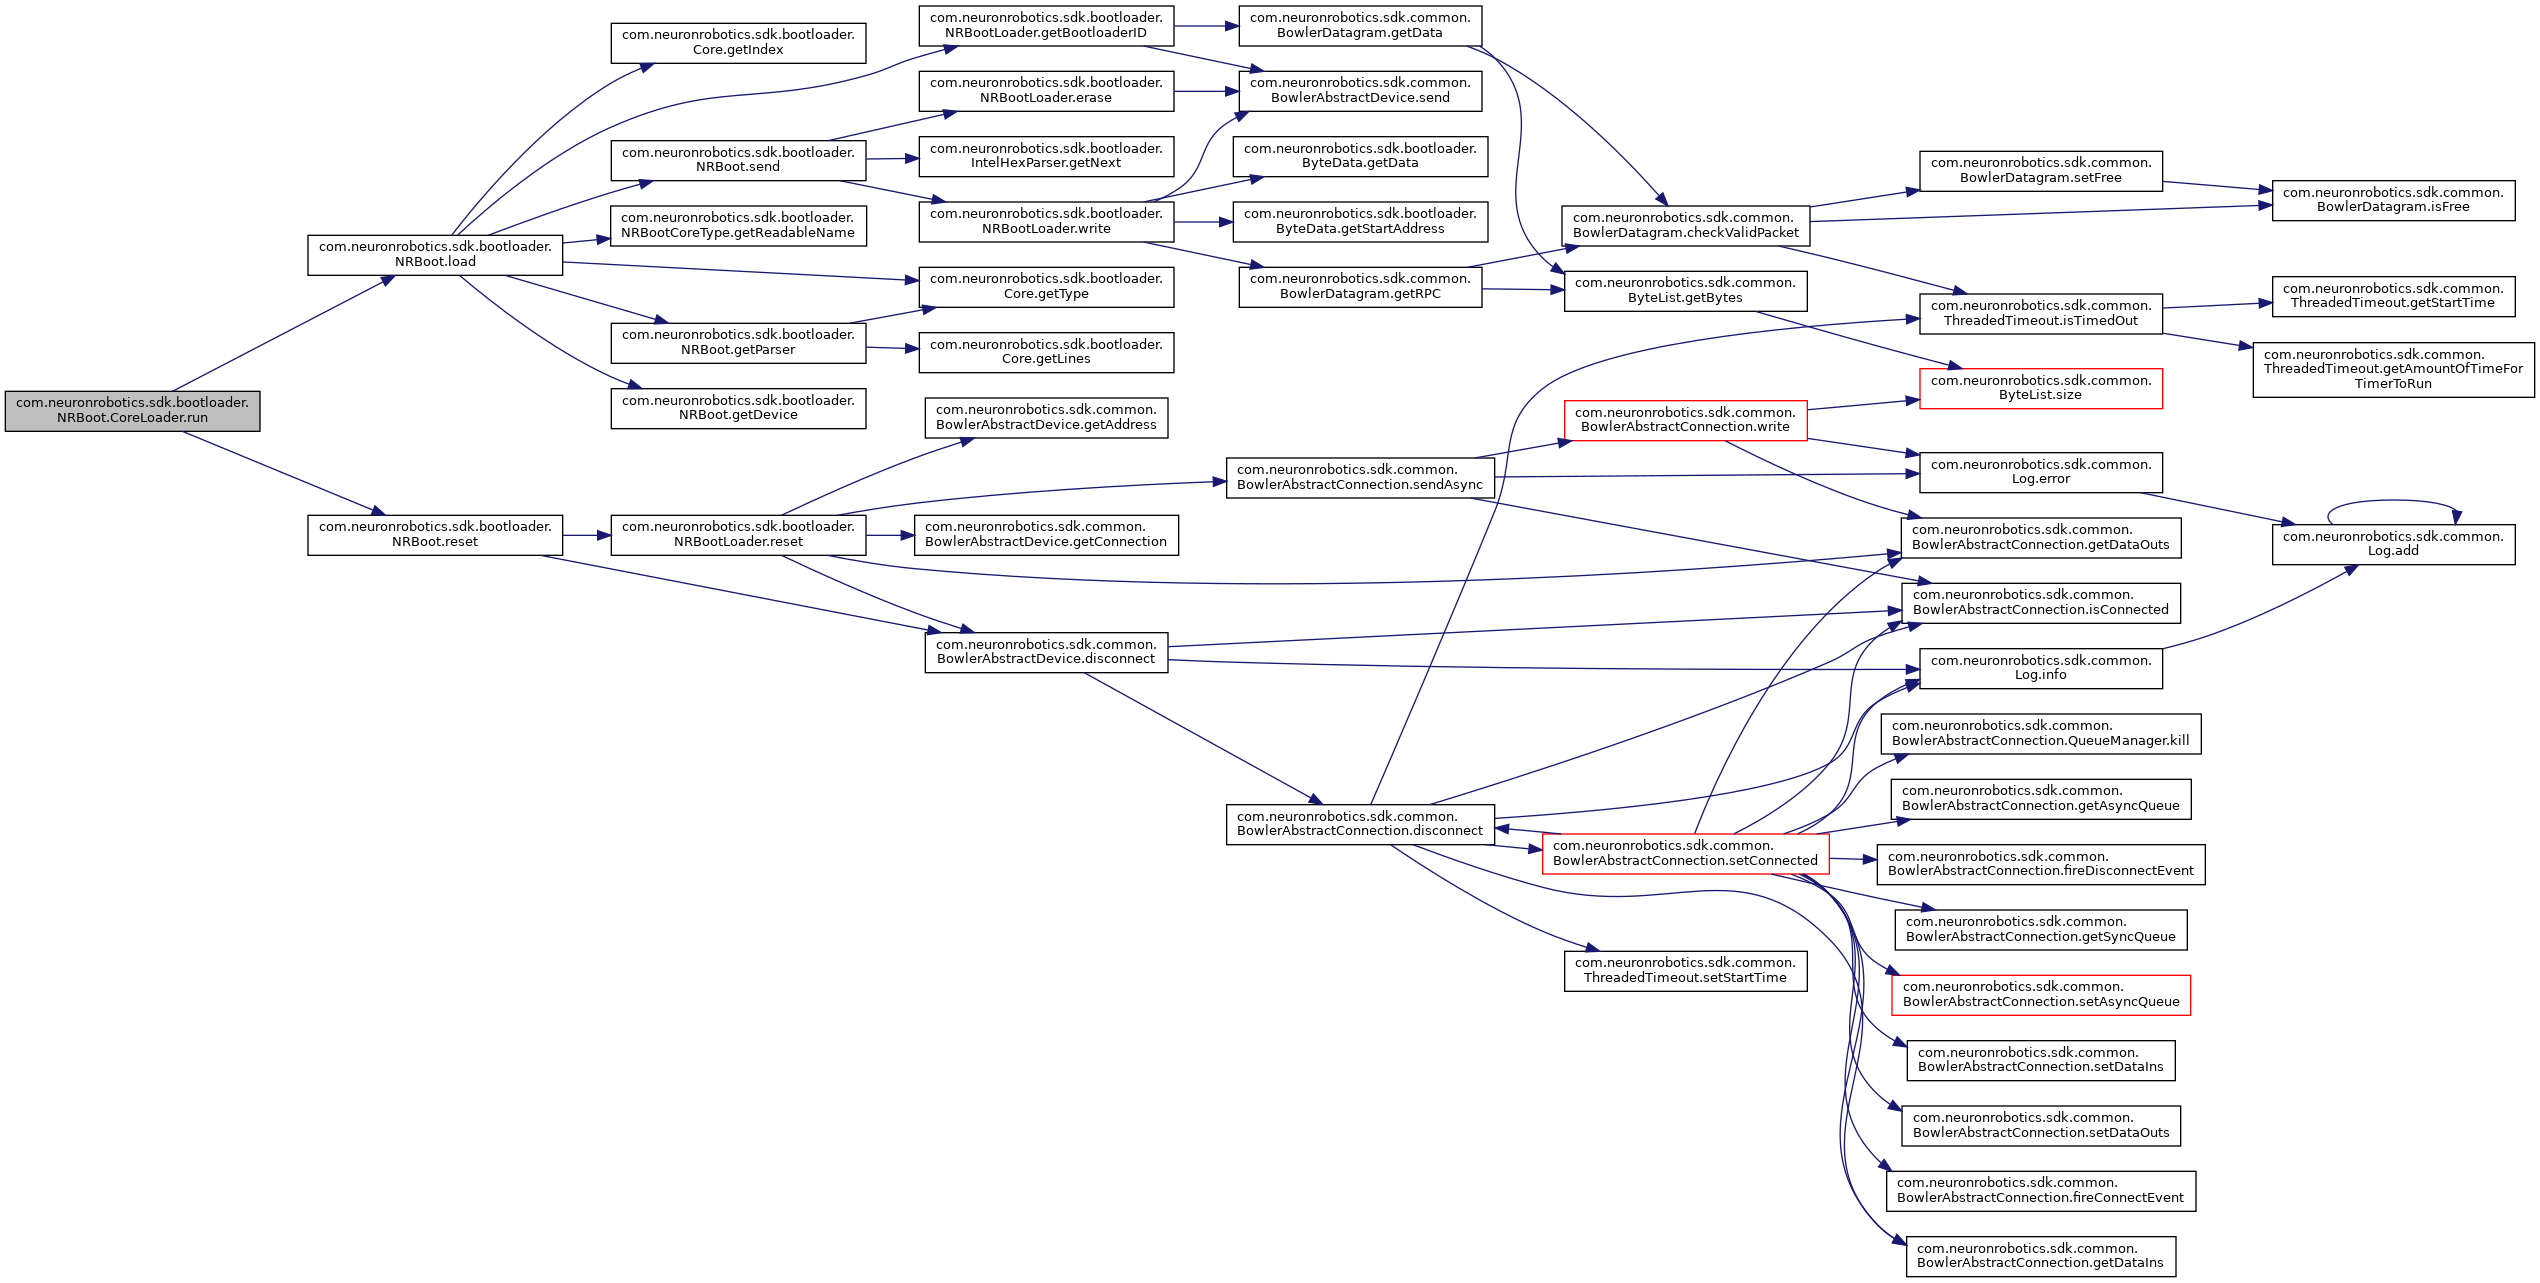 com.neuronrobotics.sdk.bootloader.
NRBoot.CoreLoader.run
com.neuronrobotics.sdk.bootloader.
NRBoot.load
com.neuronrobotics.sdk.bootloader.
NRBoot.reset
com.neuronrobotics.sdk.bootloader.
Core.getIndex
com.neuronrobotics.sdk.bootloader.
NRBoot.send
com.neuronrobotics.sdk.bootloader.
NRBootCoreType.getReadableName
com.neuronrobotics.sdk.bootloader.
NRBoot.getParser
com.neuronrobotics.sdk.bootloader.
NRBoot.getDevice
com.neuronrobotics.sdk.bootloader.
NRBootLoader.reset
com.neuronrobotics.sdk.bootloader.
NRBootLoader.getBootloaderID
com.neuronrobotics.sdk.bootloader.
NRBootLoader.erase
com.neuronrobotics.sdk.bootloader.
IntelHexParser.getNext
com.neuronrobotics.sdk.bootloader.
NRBootLoader.write
com.neuronrobotics.sdk.bootloader.
Core.getType
com.neuronrobotics.sdk.bootloader.
Core.getLines
com.neuronrobotics.sdk.common.
BowlerAbstractDevice.getAddress
com.neuronrobotics.sdk.common.
BowlerAbstractDevice.getConnection
com.neuronrobotics.sdk.common.
BowlerAbstractDevice.disconnect
com.neuronrobotics.sdk.common.
BowlerDatagram.getData
com.neuronrobotics.sdk.common.
BowlerAbstractDevice.send
com.neuronrobotics.sdk.bootloader.
ByteData.getData
com.neuronrobotics.sdk.bootloader.
ByteData.getStartAddress
com.neuronrobotics.sdk.common.
BowlerDatagram.getRPC
com.neuronrobotics.sdk.common.
BowlerAbstractConnection.sendAsync
com.neuronrobotics.sdk.common.
BowlerAbstractConnection.disconnect
com.neuronrobotics.sdk.common.
BowlerDatagram.checkValidPacket
com.neuronrobotics.sdk.common.
ByteList.getBytes
com.neuronrobotics.sdk.common.
BowlerAbstractConnection.write
com.neuronrobotics.sdk.common.
BowlerAbstractConnection.setConnected
com.neuronrobotics.sdk.common.
ThreadedTimeout.setStartTime
com.neuronrobotics.sdk.common.
BowlerDatagram.setFree
com.neuronrobotics.sdk.common.
ThreadedTimeout.isTimedOut
com.neuronrobotics.sdk.common.
ByteList.size
com.neuronrobotics.sdk.common.
Log.error
com.neuronrobotics.sdk.common.
BowlerAbstractConnection.getDataOuts
com.neuronrobotics.sdk.common.
BowlerAbstractConnection.isConnected
com.neuronrobotics.sdk.common.
Log.info
com.neuronrobotics.sdk.common.
BowlerAbstractConnection.QueueManager.kill
com.neuronrobotics.sdk.common.
BowlerAbstractConnection.getAsyncQueue
com.neuronrobotics.sdk.common.
BowlerAbstractConnection.fireDisconnectEvent
com.neuronrobotics.sdk.common.
BowlerAbstractConnection.getSyncQueue
com.neuronrobotics.sdk.common.
BowlerAbstractConnection.setAsyncQueue
com.neuronrobotics.sdk.common.
BowlerAbstractConnection.setDataIns
com.neuronrobotics.sdk.common.
BowlerAbstractConnection.setDataOuts
com.neuronrobotics.sdk.common.
BowlerAbstractConnection.fireConnectEvent
com.neuronrobotics.sdk.common.
BowlerAbstractConnection.getDataIns
com.neuronrobotics.sdk.common.
BowlerDatagram.isFree
com.neuronrobotics.sdk.common.
ThreadedTimeout.getStartTime
com.neuronrobotics.sdk.common.
ThreadedTimeout.getAmountOfTimeFor
TimerToRun
com.neuronrobotics.sdk.common.
Log.add